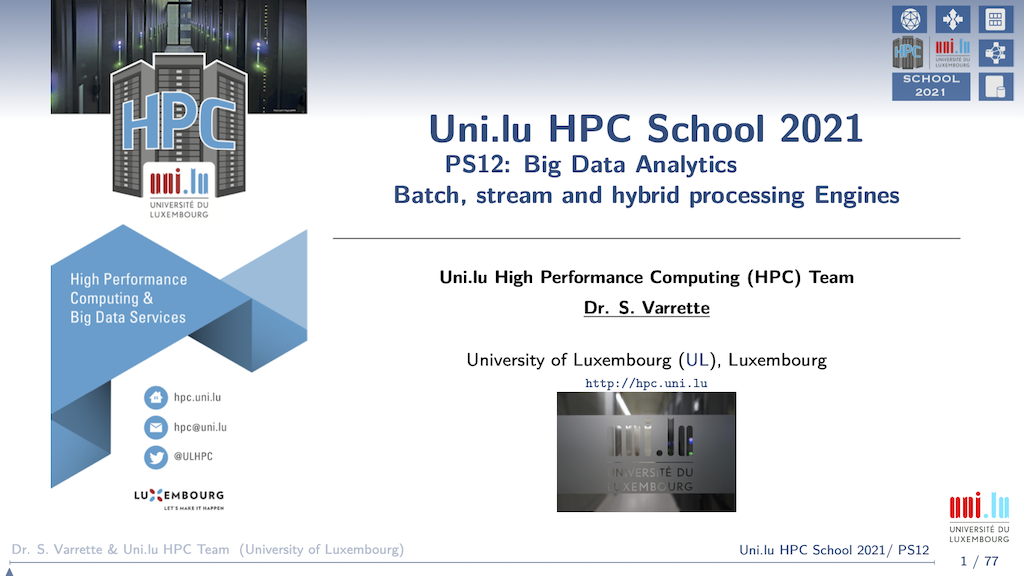 HPC
uni.lu
UNIVERSITÉ DU
LUXEMBOURG
High Performance
Computing &
Big Data Services
hpc.uni.lu
hpc@uni.lu
@ULHPC
LUXEMBOURG
LET'S MAKE IT HAPPEN
HPC
uni.lu
UNIVERSITÉ DU
LUXEMBOURG
SCHOOL
2021
Uni.lu HPC School 2021
PS12: Big Data Analytics
Batch, stream and hybrid processing Engines
Uni.lu High Performance Computing (HPC) Team
Dr. S. Varrette
University of Luxembourg (UL), Luxembourg
http://hpc.uni.lu
uni.lu
UNIVERSITÉ DU
LUXEMBOURG
uni.lu
UNIVERSITÉ DU
LUXEMBOURG
Dr. S. Varrette & Uni.lu HPC Team (University of Luxembourg)
Uni.lu HPC School 2021/ PS12
1 / 77